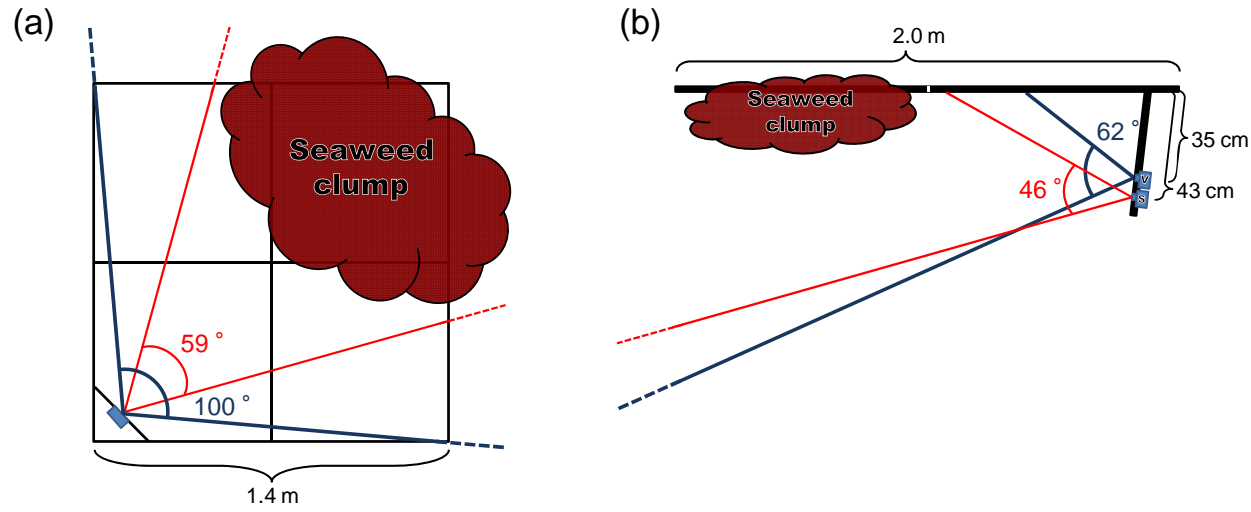 (a)
Seaweed
clump
59 °
100 °
1.4 m
(b)
2.0 m
Seaweed
clump
62 °
35 cm
46 °
43 cm
V
S